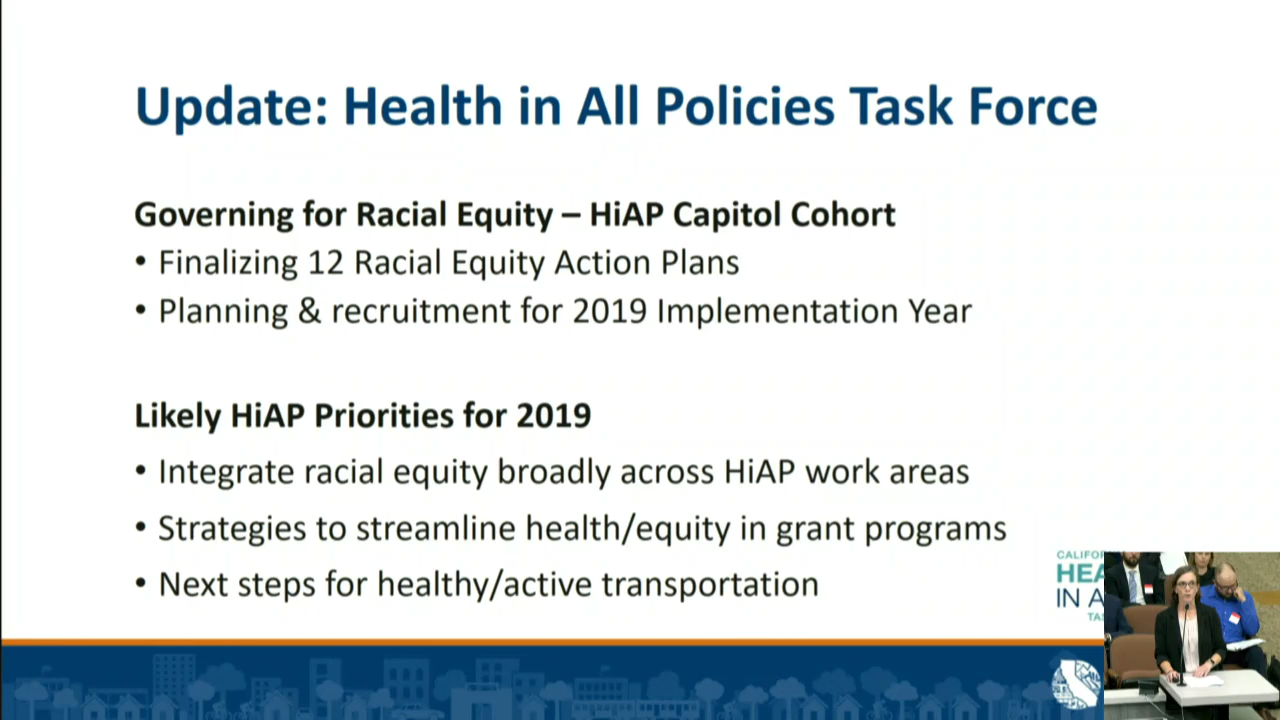 Update: Health in All Policies Task Force
Governing for Racial Equity – HiAP Capitol Cohort
• Finalizing 12 Racial Equity Action Plans
• Planning & recruitment for 2019 Implementation Year
Likely HiAP Priorities for 2019
• Integrate racial equity broadly across HiAP work areas
• Strategies to streamline health/equity in grant programs
• Next steps for healthy/active transportation
IN